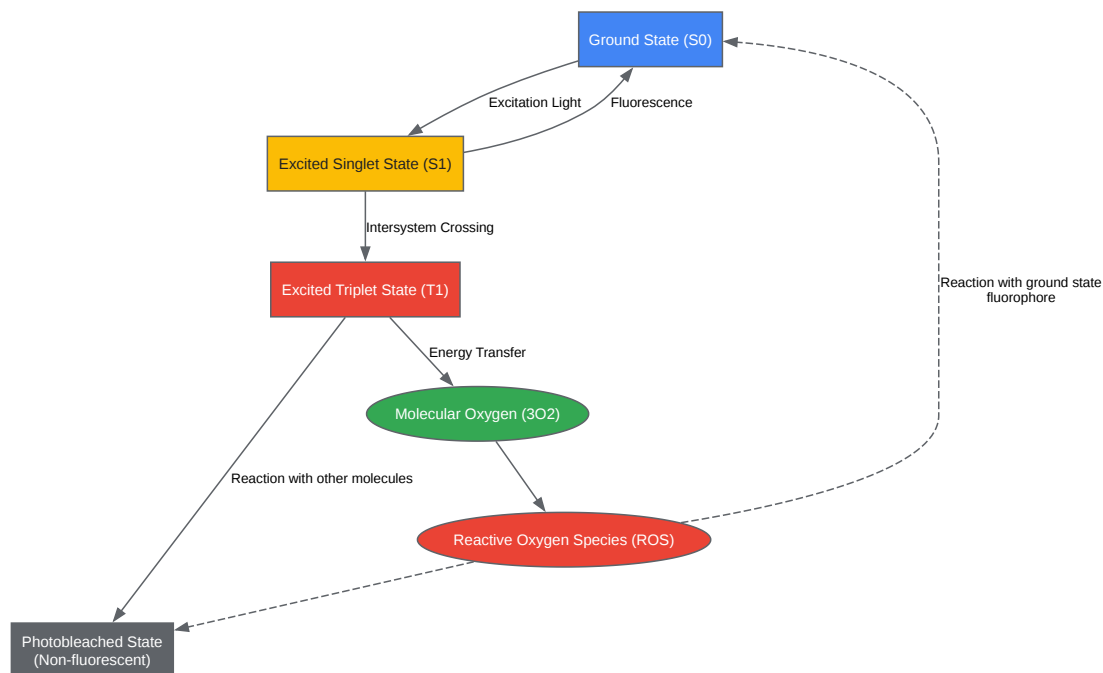 Ground State (S0)
Excitation Light
Fluorescence
Excited Singlet State (S1)
Intersystem Crossing
Excited Triplet State (T1)
Reaction with ground state
fluorophore
Energy Transfer
Molecular Oxygen (3O2)
Reaction with other molecules
Reactive Oxygen Species (ROS)
Photobleached State
(Non-fluorescent)